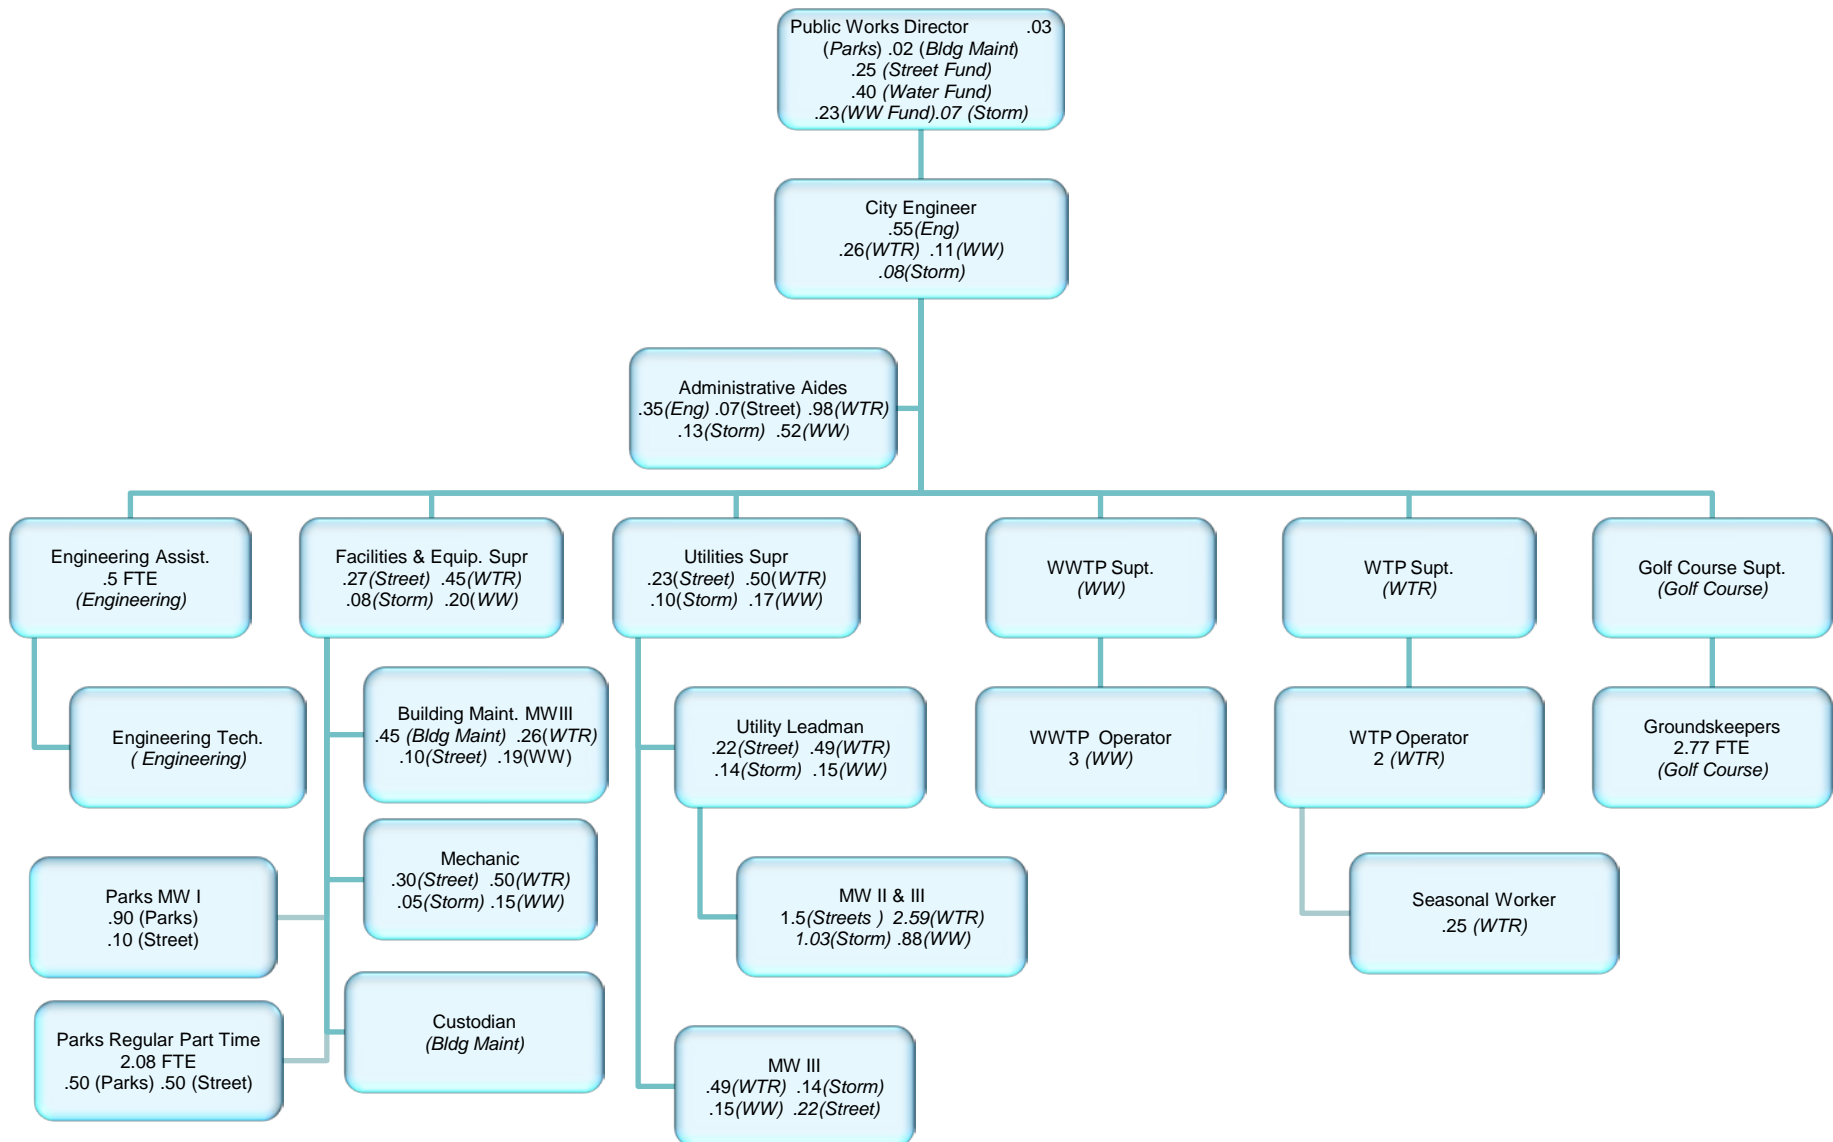 Public Works Director .03
(Parks) .02 (Bldg Maint)
.25 (Street Fund)
.40 (Water Fund)
.23(WW Fund).07 (Storm)
City Engineer
.55(Eng)
.26(WTR) .11(WW)
.08(Storm)
Administrative Aides
.35(Eng) .07(Street) .98(WTR)
.13(Storm) .52(WW)
Engineering Assist.
.5 FTE
(Engineering)
Facilities & Equip. Supr
.27(Street) .45(WTR)
.08(Storm) .20(WW)
Utilities Supr
.23(Street) .50(WTR)
.10(Storm) .17(WW)
WWTP Supt.
(WW)
WTP Supt.
(WTR)
Golf Course Supt.
(Golf Course)
Engineering Tech.
( Engineering)
Building Maint. MWIII
.45 (Bldg Maint) .26(WTR)
.10(Street) .19(WW)
Utility Leadman
.22(Street) .49(WTR)
.14(Storm) .15(WW)
WWTP Operator
3 (WW)
WTP Operator
2 (WTR)
Groundskeepers
2.77 FTE
(Golf Course)
Mechanic
.30(Street) .50(WTR)
.05(Storm) .15(WW)
Parks MW I
.90 (Parks)
.10 (Street)
MW II & III
1.5(Streets ) 2.59(WTR)
1.03(Storm) .88(WW)
Seasonal Worker
.25 (WTR)
Custodian
(Bldg Maint)
Parks Regular Part Time
2.08 FTE
.50 (Parks) .50 (Street)
MW III
.49(WTR) .14(Storm)
.15(WW) .22(Street)